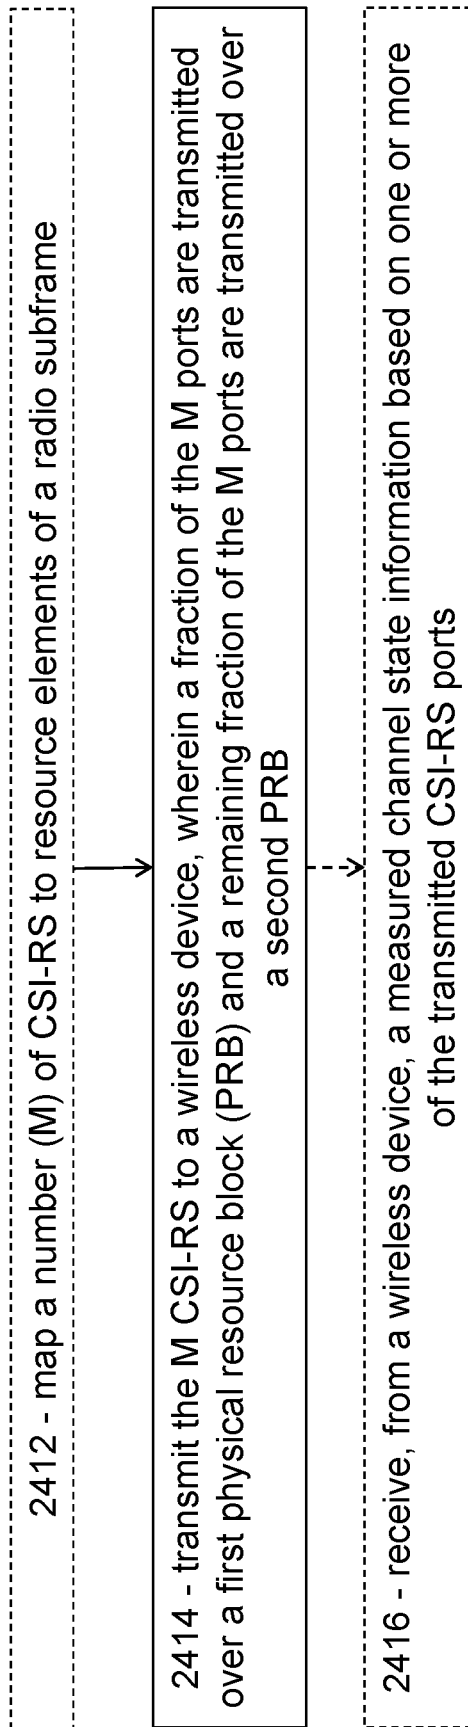 2412 - map a number (M) of CSI-RS to resource elements of a radio subframe
2414 - transmit the M CSI-RS to a wireless device, wherein a fraction of the M ports are transmitted
over a first physical resource block (PRB) and a remaining fraction of the M ports are transmitted over
a second PRB
2416 - receive, from a wireless device, a measured channel state information based on one or more
of the transmitted CSI-RS ports